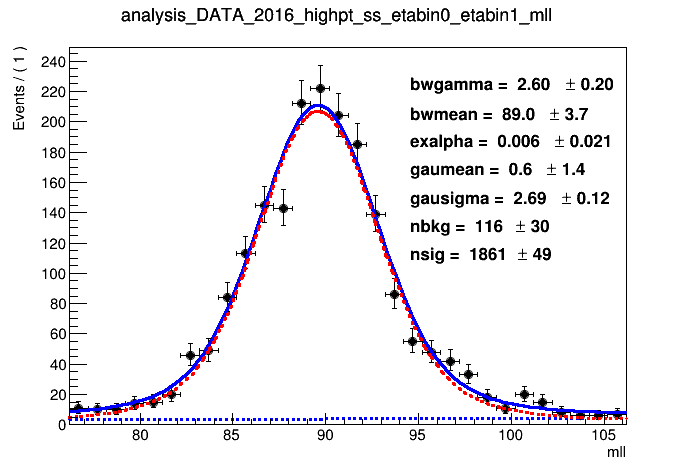 analysis_DATA_2016_highpt_ss_etabin0_etabin1_mll
Events / ( 1 )
240
220
200
180
160
140
120
100
80
60
40
20
0
bwgamma = 2.60 ± 0.20
bwmean = 89.0 ± 3.7
exalpha = 0.006 ± 0.021
gaumean = 0.6 ± 1.4
gausigma = 2.69 ± 0.12
nbkg = 116 ± 30
nsig = 1861 ± 49
80 85 90 95 100 105
mll